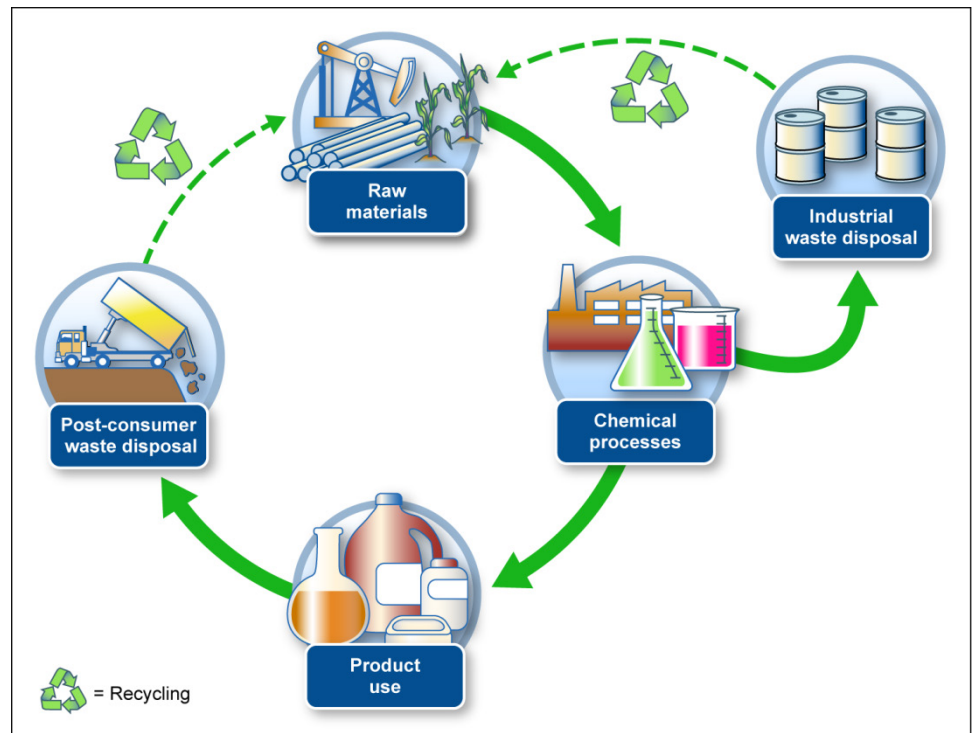 Raw
materials
Industrial
waste disposal
Chemical
processes
Post-consumer
waste disposal
Product
use
= Recycling